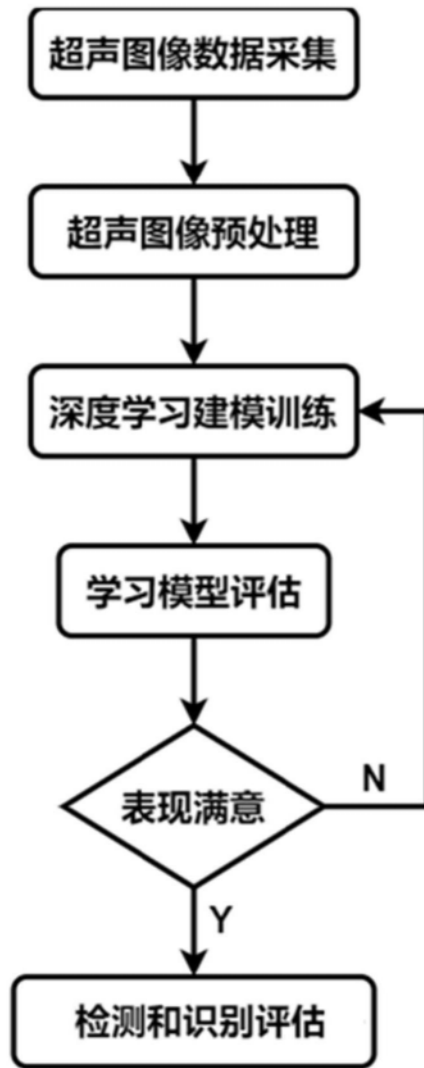 超声图像数据采集
超声图像预处理
深度学习建模训练
学习模型评估
表现满意
N
Y
检测和识别评估